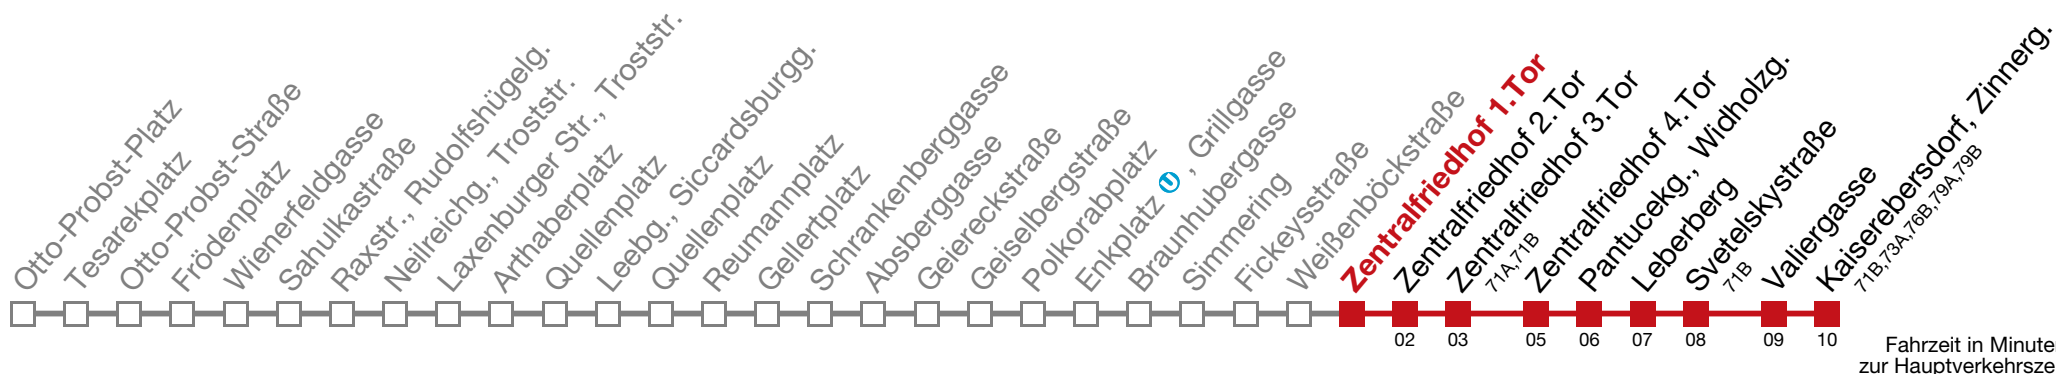 Otto-Probst-Platz
Tesarekplatz
Otto-Probst-Straße
Frödenplatz
Wienerfeldgasse
Sahulkastraße
Raxstr., Rudolfshügelg.
Neilreichg., Troststr.
Laxenburger Str., Troststr.
Arthaberplatz
Quellenplatz
Leebg., Siccardsburgg.
Quellenplatz
Reumannplatz
Gellertplatz
Schrankenberggasse
Absberggasse
Geiereckstraße
Geiselbergstraße
Polkorabplatz
Enkplatz U, Grillgasse
Braunhubergasse
Simmering
Fickeysstraße
Weißenböckstraße
Zentralfriedhof 1.Tor
Zentralfriedhof 2.Tor
Zentralfriedhof 3.Tor
71A,71B
Zentralfriedhof 4.Tor
Pantucekg., Widholzg.
Leberberg
Svetelskystraße
71B
Valiergasse
Kaiserebersdorf, Zinnerg.
71B,73A,76B,79A,79B
02 03 05 06 07 08 09 10
Fahrzeit in Minuten
zur Hauptverkehrsze